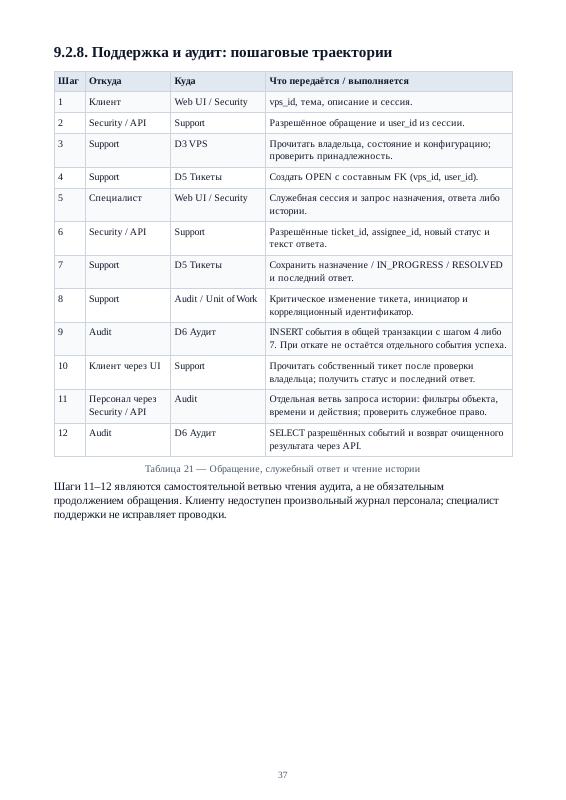 9.2.8. Поддержка и аудит: пошаговые траектории
Шаг Откуда Куда Что передаётся / выполняется
1 Клиент Web UI / Security vps_id, тема, описание и сессия.
2 Security / API Support Разрешённое обращение и user_id из сессии.
3 Support D3 VPS Прочитать владельца, состояние и конфигурацию;
проверить принадлежность.
4 Support D5 Тикеты Создать OPEN с составным FK (vps_id, user_id).
5 Специалист Web UI / Security Служебная сессия и запрос назначения, ответа либо
истории.
6 Security / API Support Разрешённые ticket_id, assignee_id, новый статус и
текст ответа.
7 Support D5 Тикеты Сохранить назначение / IN_PROGRESS / RESOLVED
и последний ответ.
8 Support Audit / Unit of Work Критическое изменение тикета, инициатор и
корреляционный идентификатор.
9 Audit D6 Аудит INSERT события в общей транзакции с шагом 4 либо
7. При откате не остаётся отдельного события успеха.
10 Клиент через UI Support Прочитать собственный тикет после проверки
владельца; получить статус и последний ответ.
11 Персонал через Audit Отдельная ветвь запроса истории: фильтры объекта,
Security / API времени и действия; проверить служебное право.
12 Audit D6 Аудит SELECT разрешённых событий и возврат очищенного
результата через API.
Таблица 21 — Обращение, служебный ответ и чтение истории
Шаги 11–12 являются самостоятельной ветвью чтения аудита, а не обязательным
продолжением обращения. Клиенту недоступен произвольный журнал персонала; специалист
поддержки не исправляет проводки.
37